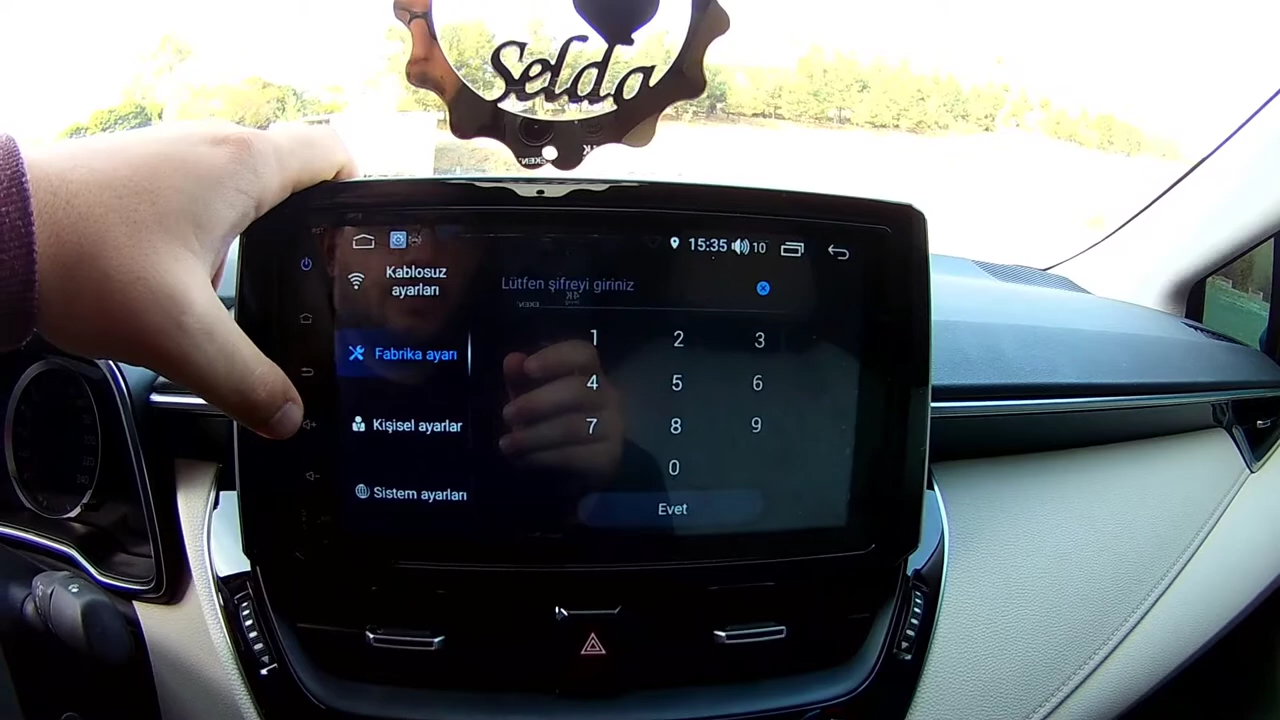 Selda
15:35 10
Kablosuz
ayarları
Lütfen şifreyi giriniz
Fabrika ayarı
Kişisel ayarlar
Sistem ayarları
1 2 3
4 5 6
7 8 9
0
Evet